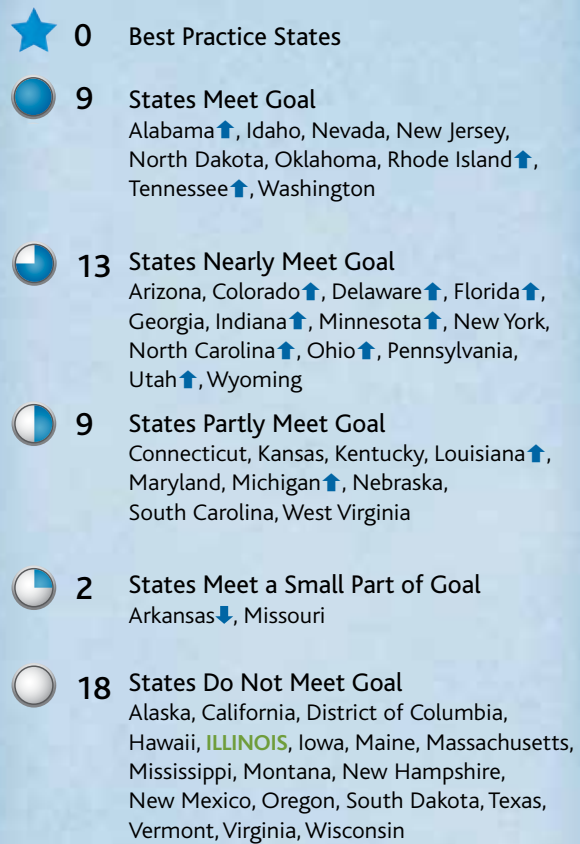 0 Best Practice States
9 States Meet Goal
Alabama⬆, Idaho, Nevada, New Jersey,
North Dakota, Oklahoma, Rhode Island⬆,
Tennessee⬆, Washington
13 States Nearly Meet Goal
Arizona, Colorado⬆, Delaware⬆, Florida⬆,
Georgia, Indiana⬆, Minnesota⬆, New York,
North Carolina⬆, Ohio⬆, Pennsylvania,
Utah⬆, Wyoming
9 States Partly Meet Goal
Connecticut, Kansas, Kentucky, Louisiana⬆,
Maryland, Michigan⬆, Nebraska,
South Carolina, West Virginia
2 States Meet a Small Part of Goal
Arkansas⬇, Missouri
18 States Do Not Meet Goal
Alaska, California, District of Columbia,
Hawaii, ILLINOIS, Iowa, Maine, Massachusetts,
Mississippi, Montana, New Hampshire,
New Mexico, Oregon, South Dakota, Texas,
Vermont, Virginia, Wisconsin